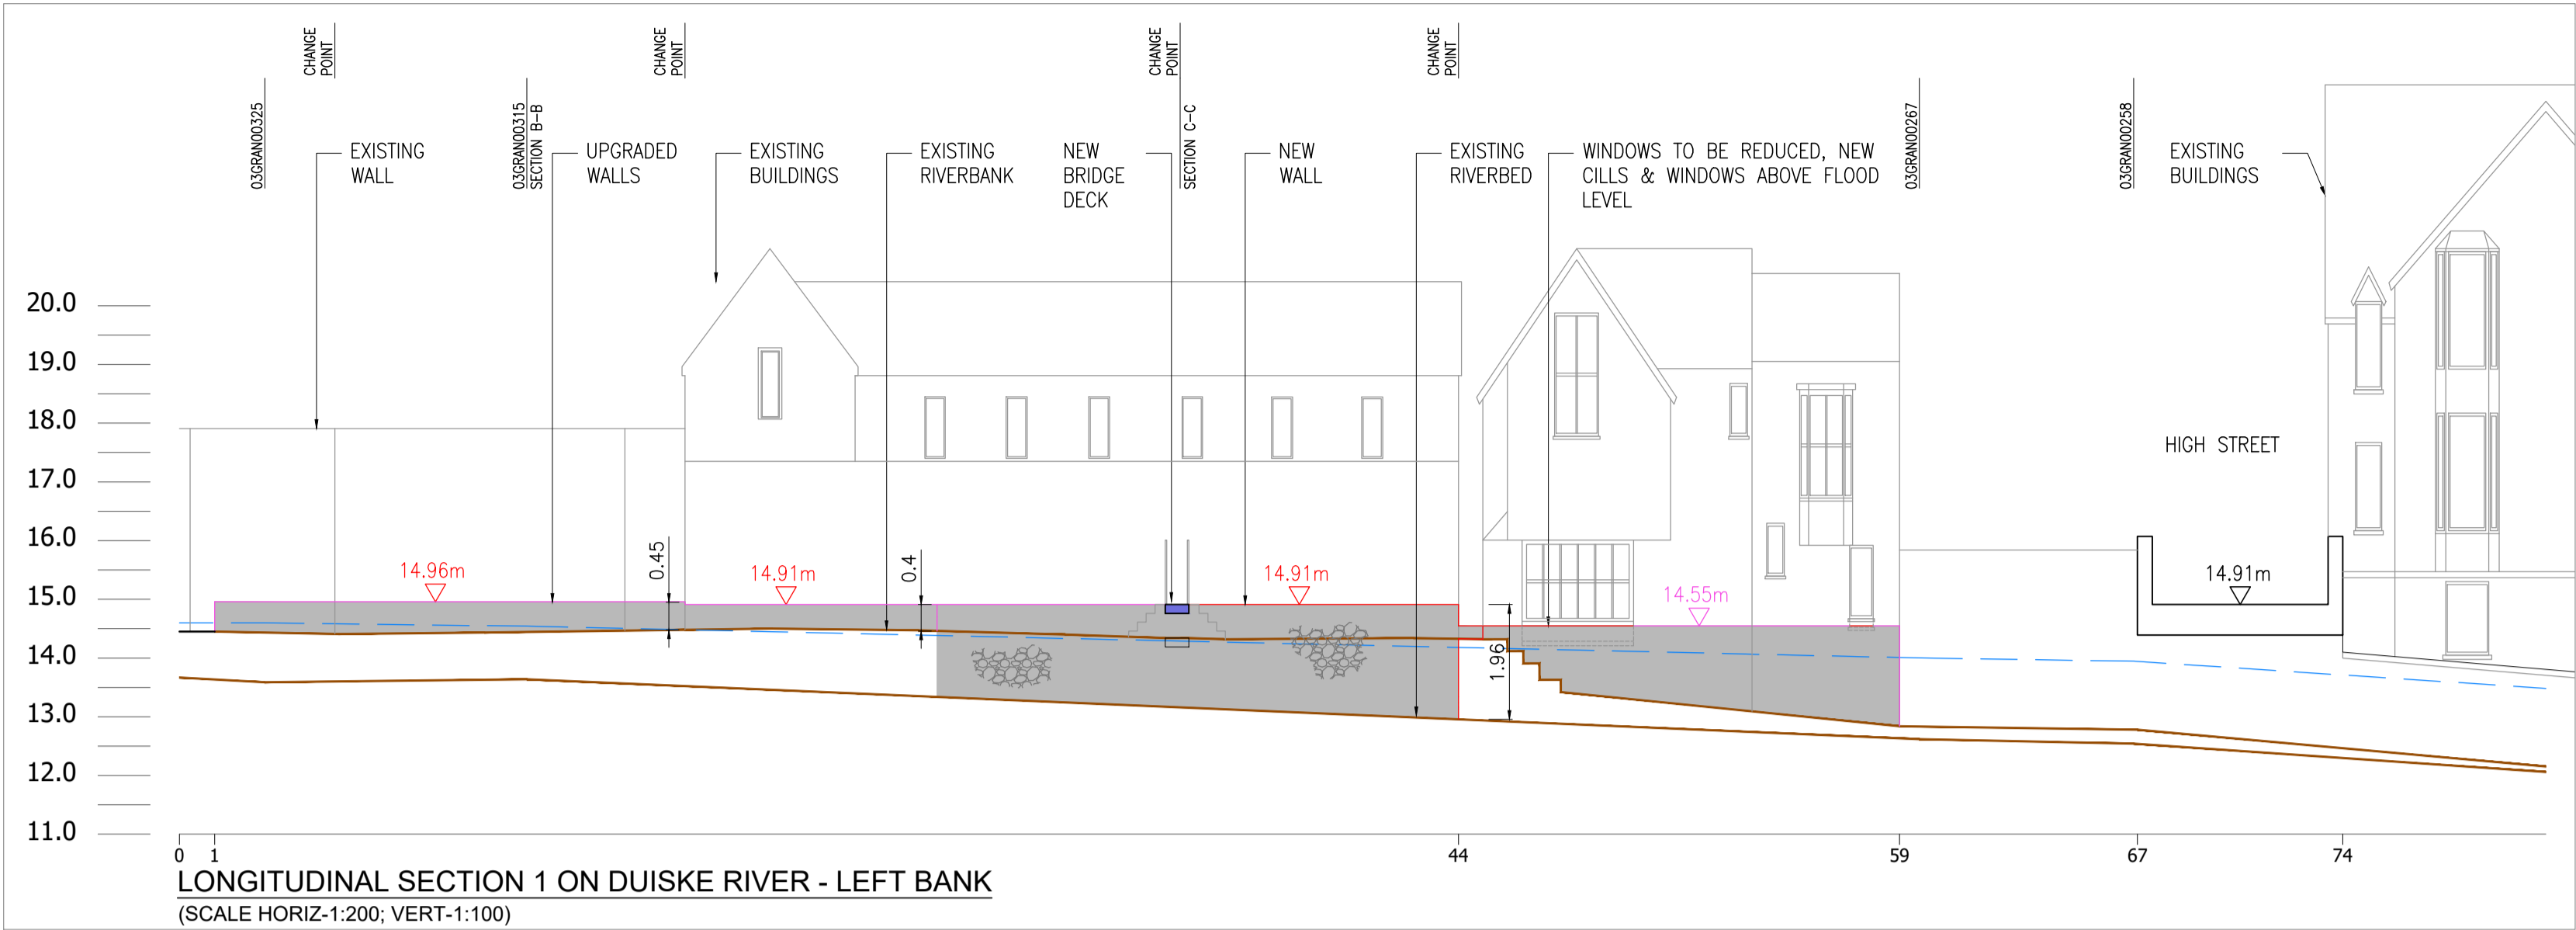 CHANGE
POINT
CHANGE
POINT
CHANGE
POINT
CHANGE
POINT
03GRAN00325
03GRAN00315
SECTION B-B
SECTION C-C
03GRAN00267
03GRAN00258
EXISTING
WALL
UPGRADED
WALLS
EXISTING
BUILDINGS
EXISTING
RIVERBANK
NEW
BRIDGE
DECK
NEW
WALL
EXISTING
RIVERBED
WINDOWS TO BE REDUCED, NEW
CILLS & WINDOWS ABOVE FLOOD
LEVEL
EXISTING
BUILDINGS
HIGH STREET
20.0
19.0
18.0
17.0
16.0
15.0
14.0
13.0
12.0
11.0
14.96m
0.45
14.91m
0.4
14.91m
1.96
14.55m
14.91m
0 1 44 59 67 74
LONGITUDINAL SECTION 1 ON DUISKE RIVER - LEFT BANK
(SCALE HORIZ-1:200; VERT-1:100)